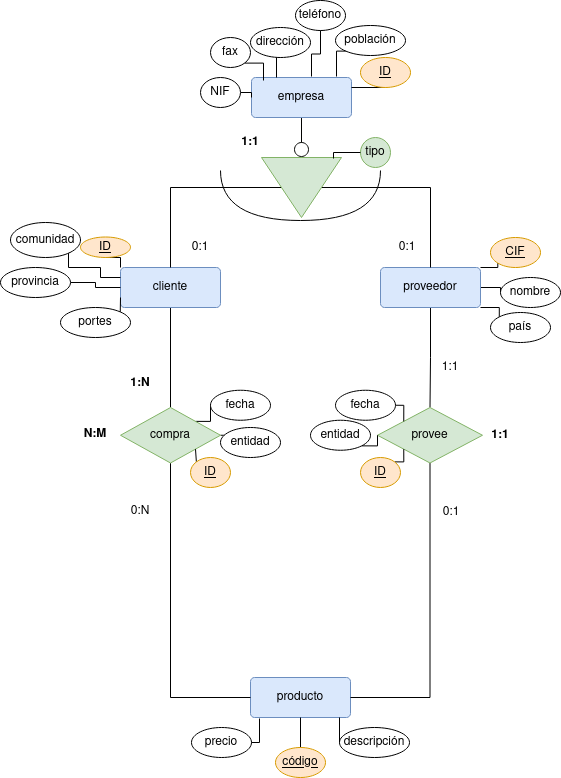 teléfono
dirección
población
fax
ID
NIF
empresa
1:1
tipo
0:1
0:1
comunidad
ID
CIF
provincia
cliente
proveedor
nombre
portes
país
1:1
1:N
fecha
fecha
N:M
compra
entidad
entidad
provee
1:1
ID
ID
0:N
0:1
producto
precio
descripción
código